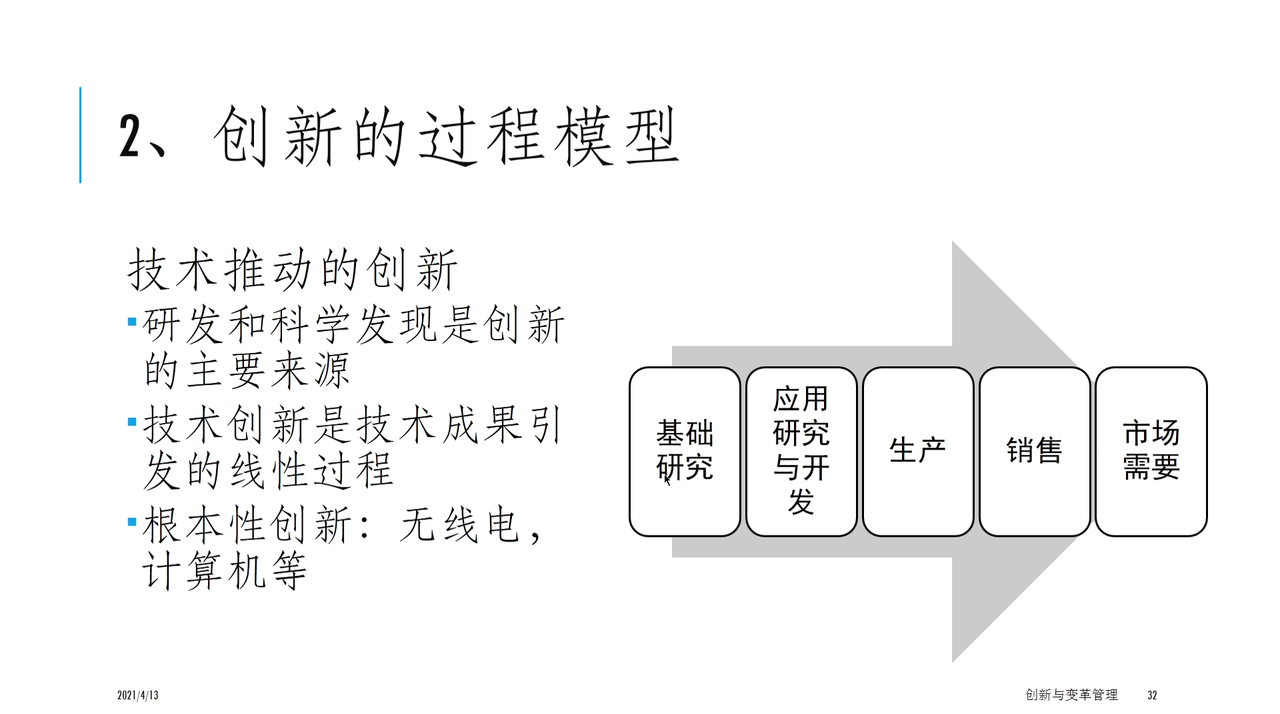 2、创新的过程模型
技术推动的创新
研发和科学发现是创新
的主要来源
技术创新是技术成果引
发的线性过程
根本性创新：无线电，
计算机等
基础
研究
应用
研究
与开
发
生产
销售
市场
需要
2021/4/13
创新与变革管理
32